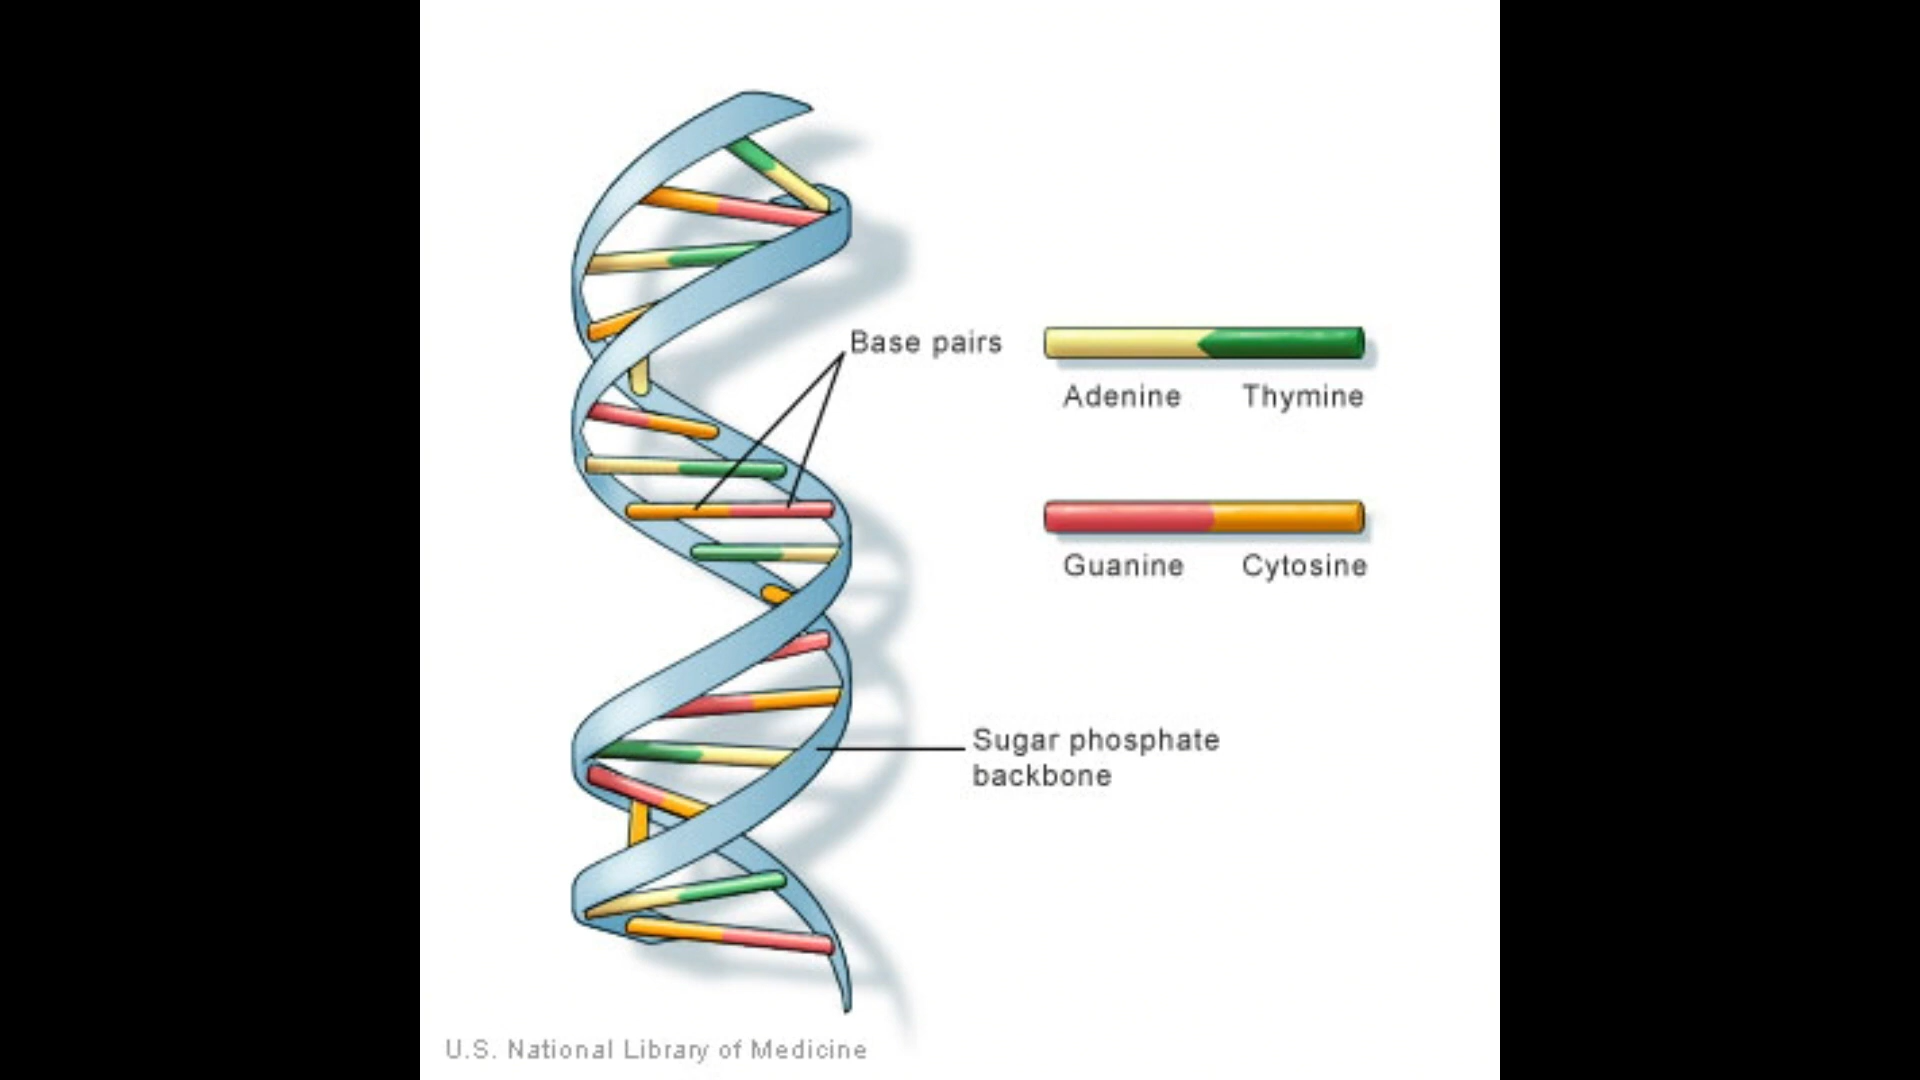 Base pairs
Adenine Thymine
Guanine Cytosine
Sugar phosphate
backbone
U.S. National Library of Medicine